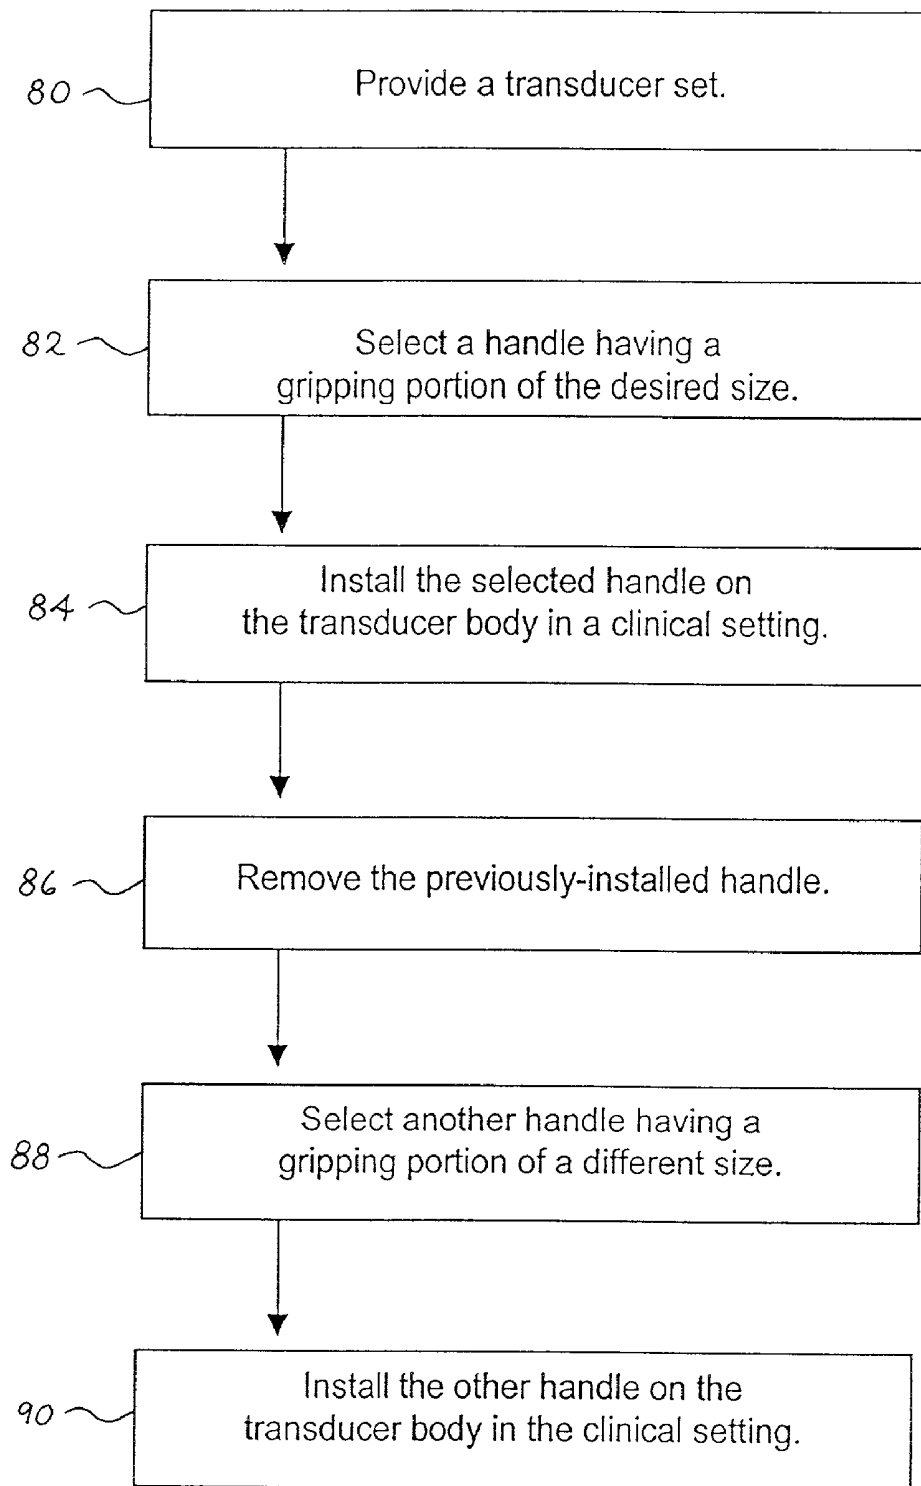 80
Provide a transducer set.
82
Select a handle having a
gripping portion of the desired size.
84
Install the selected handle on
the transducer body in a clinical setting.
86
Remove the previously-installed handle.
88
Select another handle having a
gripping portion of a different size.
90
Install the other handle on the
transducer body in the clinical setting.